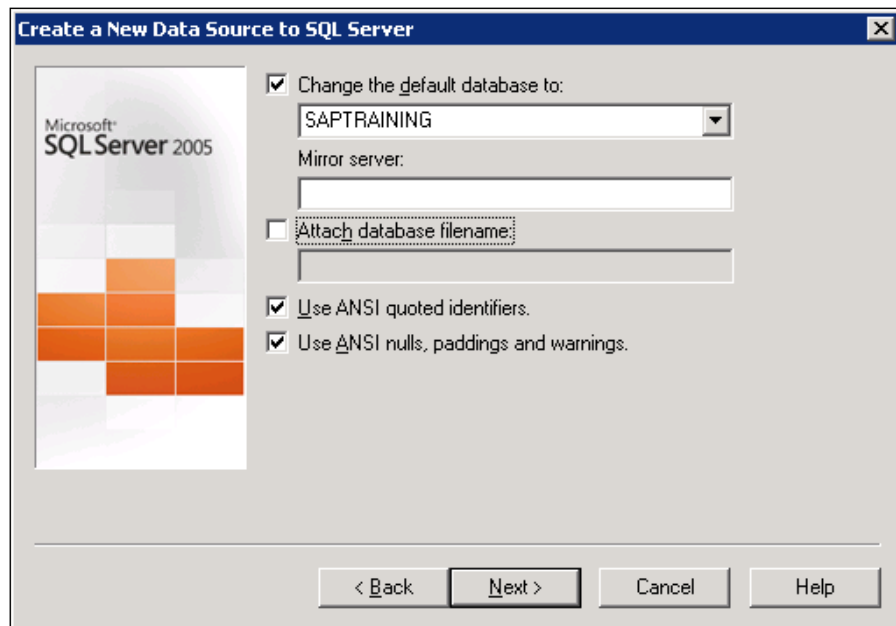 Create a New Data Source to SQL Server
Microsoft®
SQL Server 2005
Change the default database to:
SAPTRAINING
Mirror server:
Attach database filename:
Use ANSI quoted identifiers.
Use ANSI nulls, paddings and warnings.
< Back
Next >
Cancel
Help